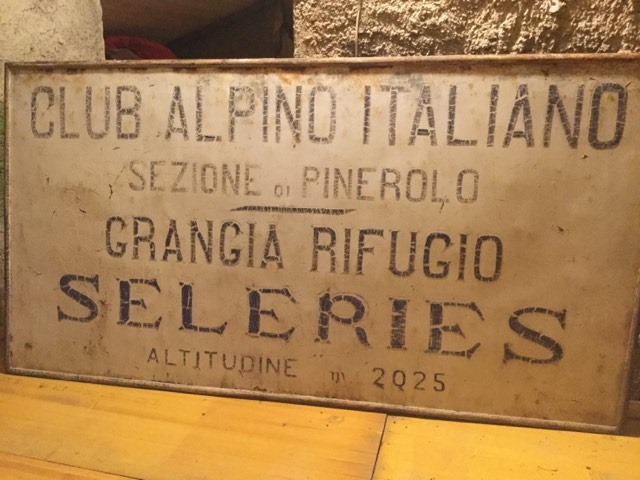 CLUB ALPINO ITALIANO
SEZIONE DI PINEROLO
GRANGIA RIFUGIO
SELERIES
ALTITUDINE m 2025